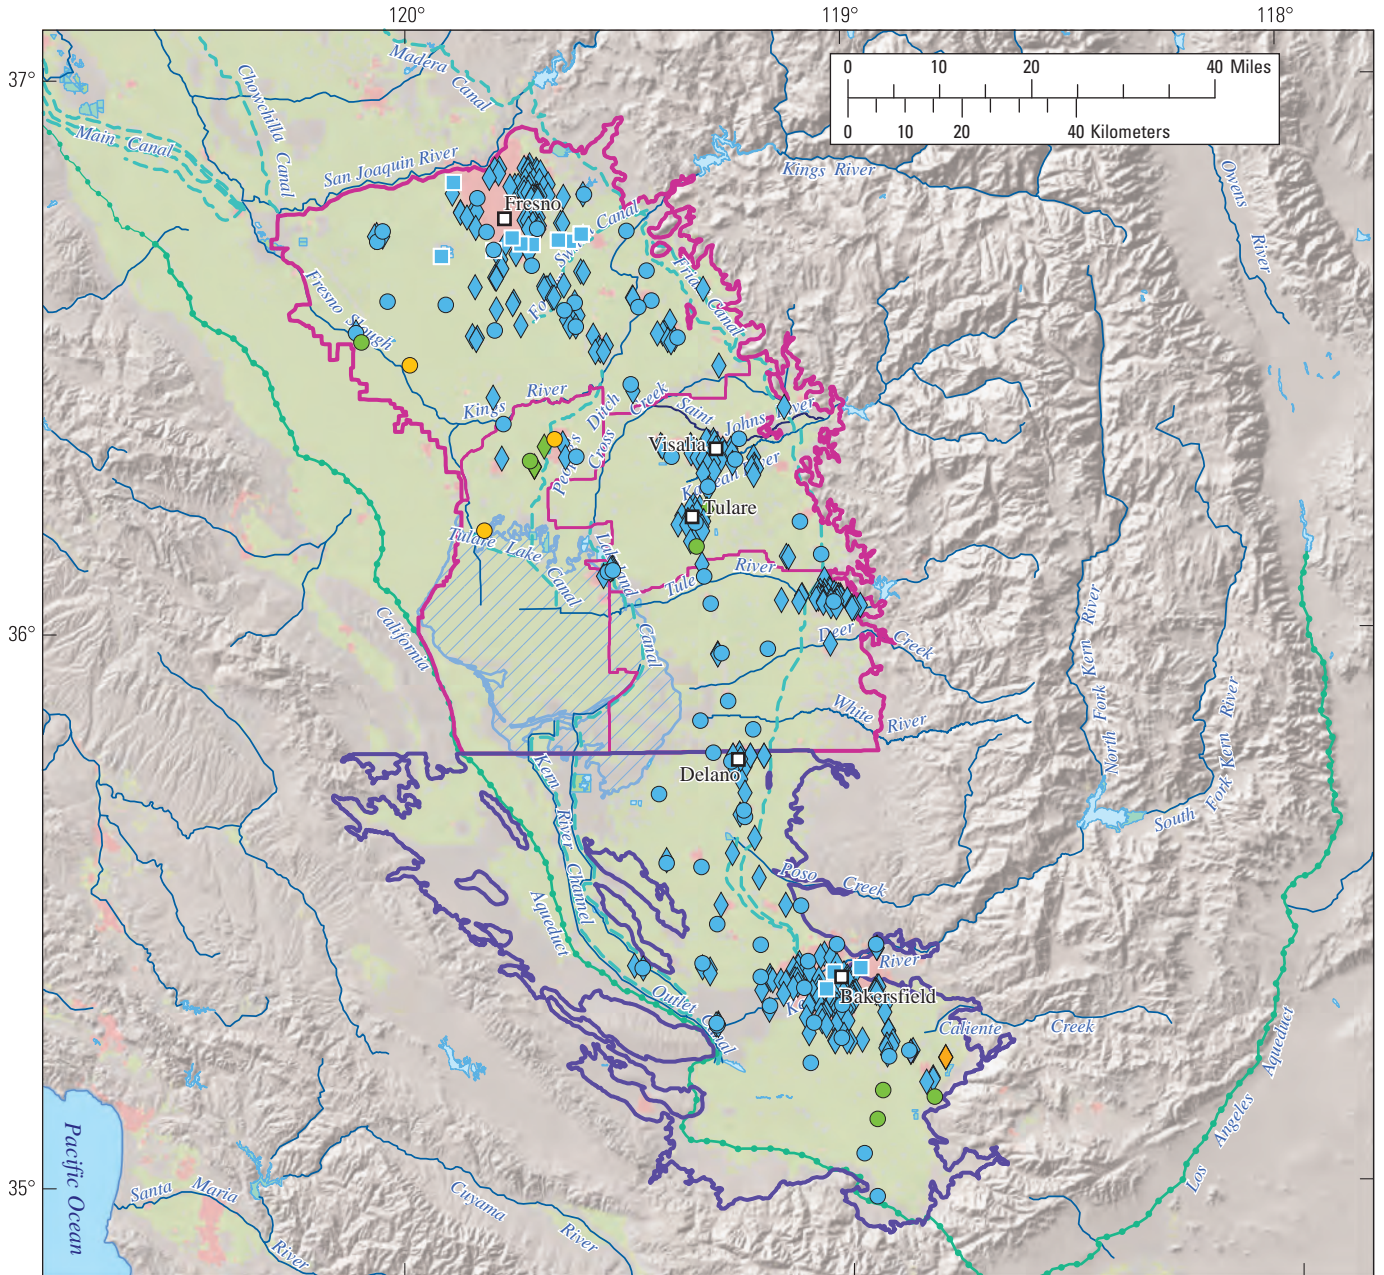 120°
119°
118°
37°
36°
35°
0 10 20 40 Miles
0 10 20 40 Kilometers
Madera
Canal
Chowchilla Canal
Main Canal
San Joaquin River
Kings River
Owens
River
Fresno
Canal
Friant
Canal
Fresno Slough
Kings River
Peoples Ditch
Cross Creek
Saint Johns River
Visalia
River
Tulare
Tulare Lake
Canal
Lakeland
Canal
Tule River
Deer Creek
California
Aqueduct
White River
North Fork Kern River
South Fork Kern River
Delano
Kern River Channel
Poso Creek
River
Bakersfield
Outlet Canal
Caliente Creek
Los Angeles Aqueduct
Pacific Ocean
Santa Maria
River
Cuyama
River